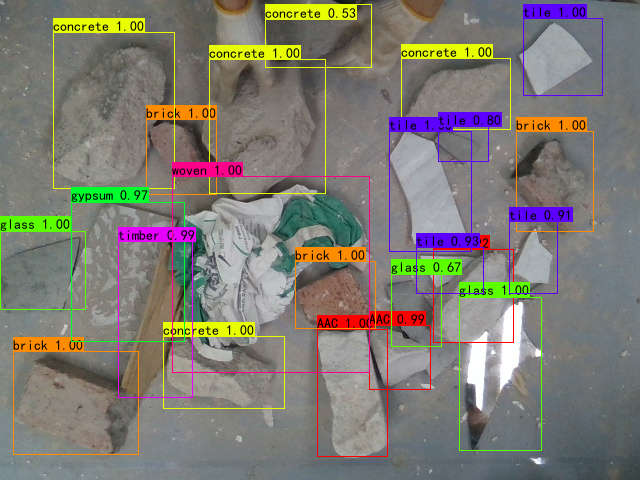 concrete 0.53
tile 1.00
concrete 1.00
concrete 1.00
concrete 1.00
brick 1.00
tile 0.80
tile
brick 1.00
woven 1.00
gypsum 0.97
tile 0.91
glass 1.00
timber 0.99
tile 0.93
brick 1.00
glass 0.67
glass 1.00
AAC 1.00
AAC 0.99
concrete 1.00
brick 1.00